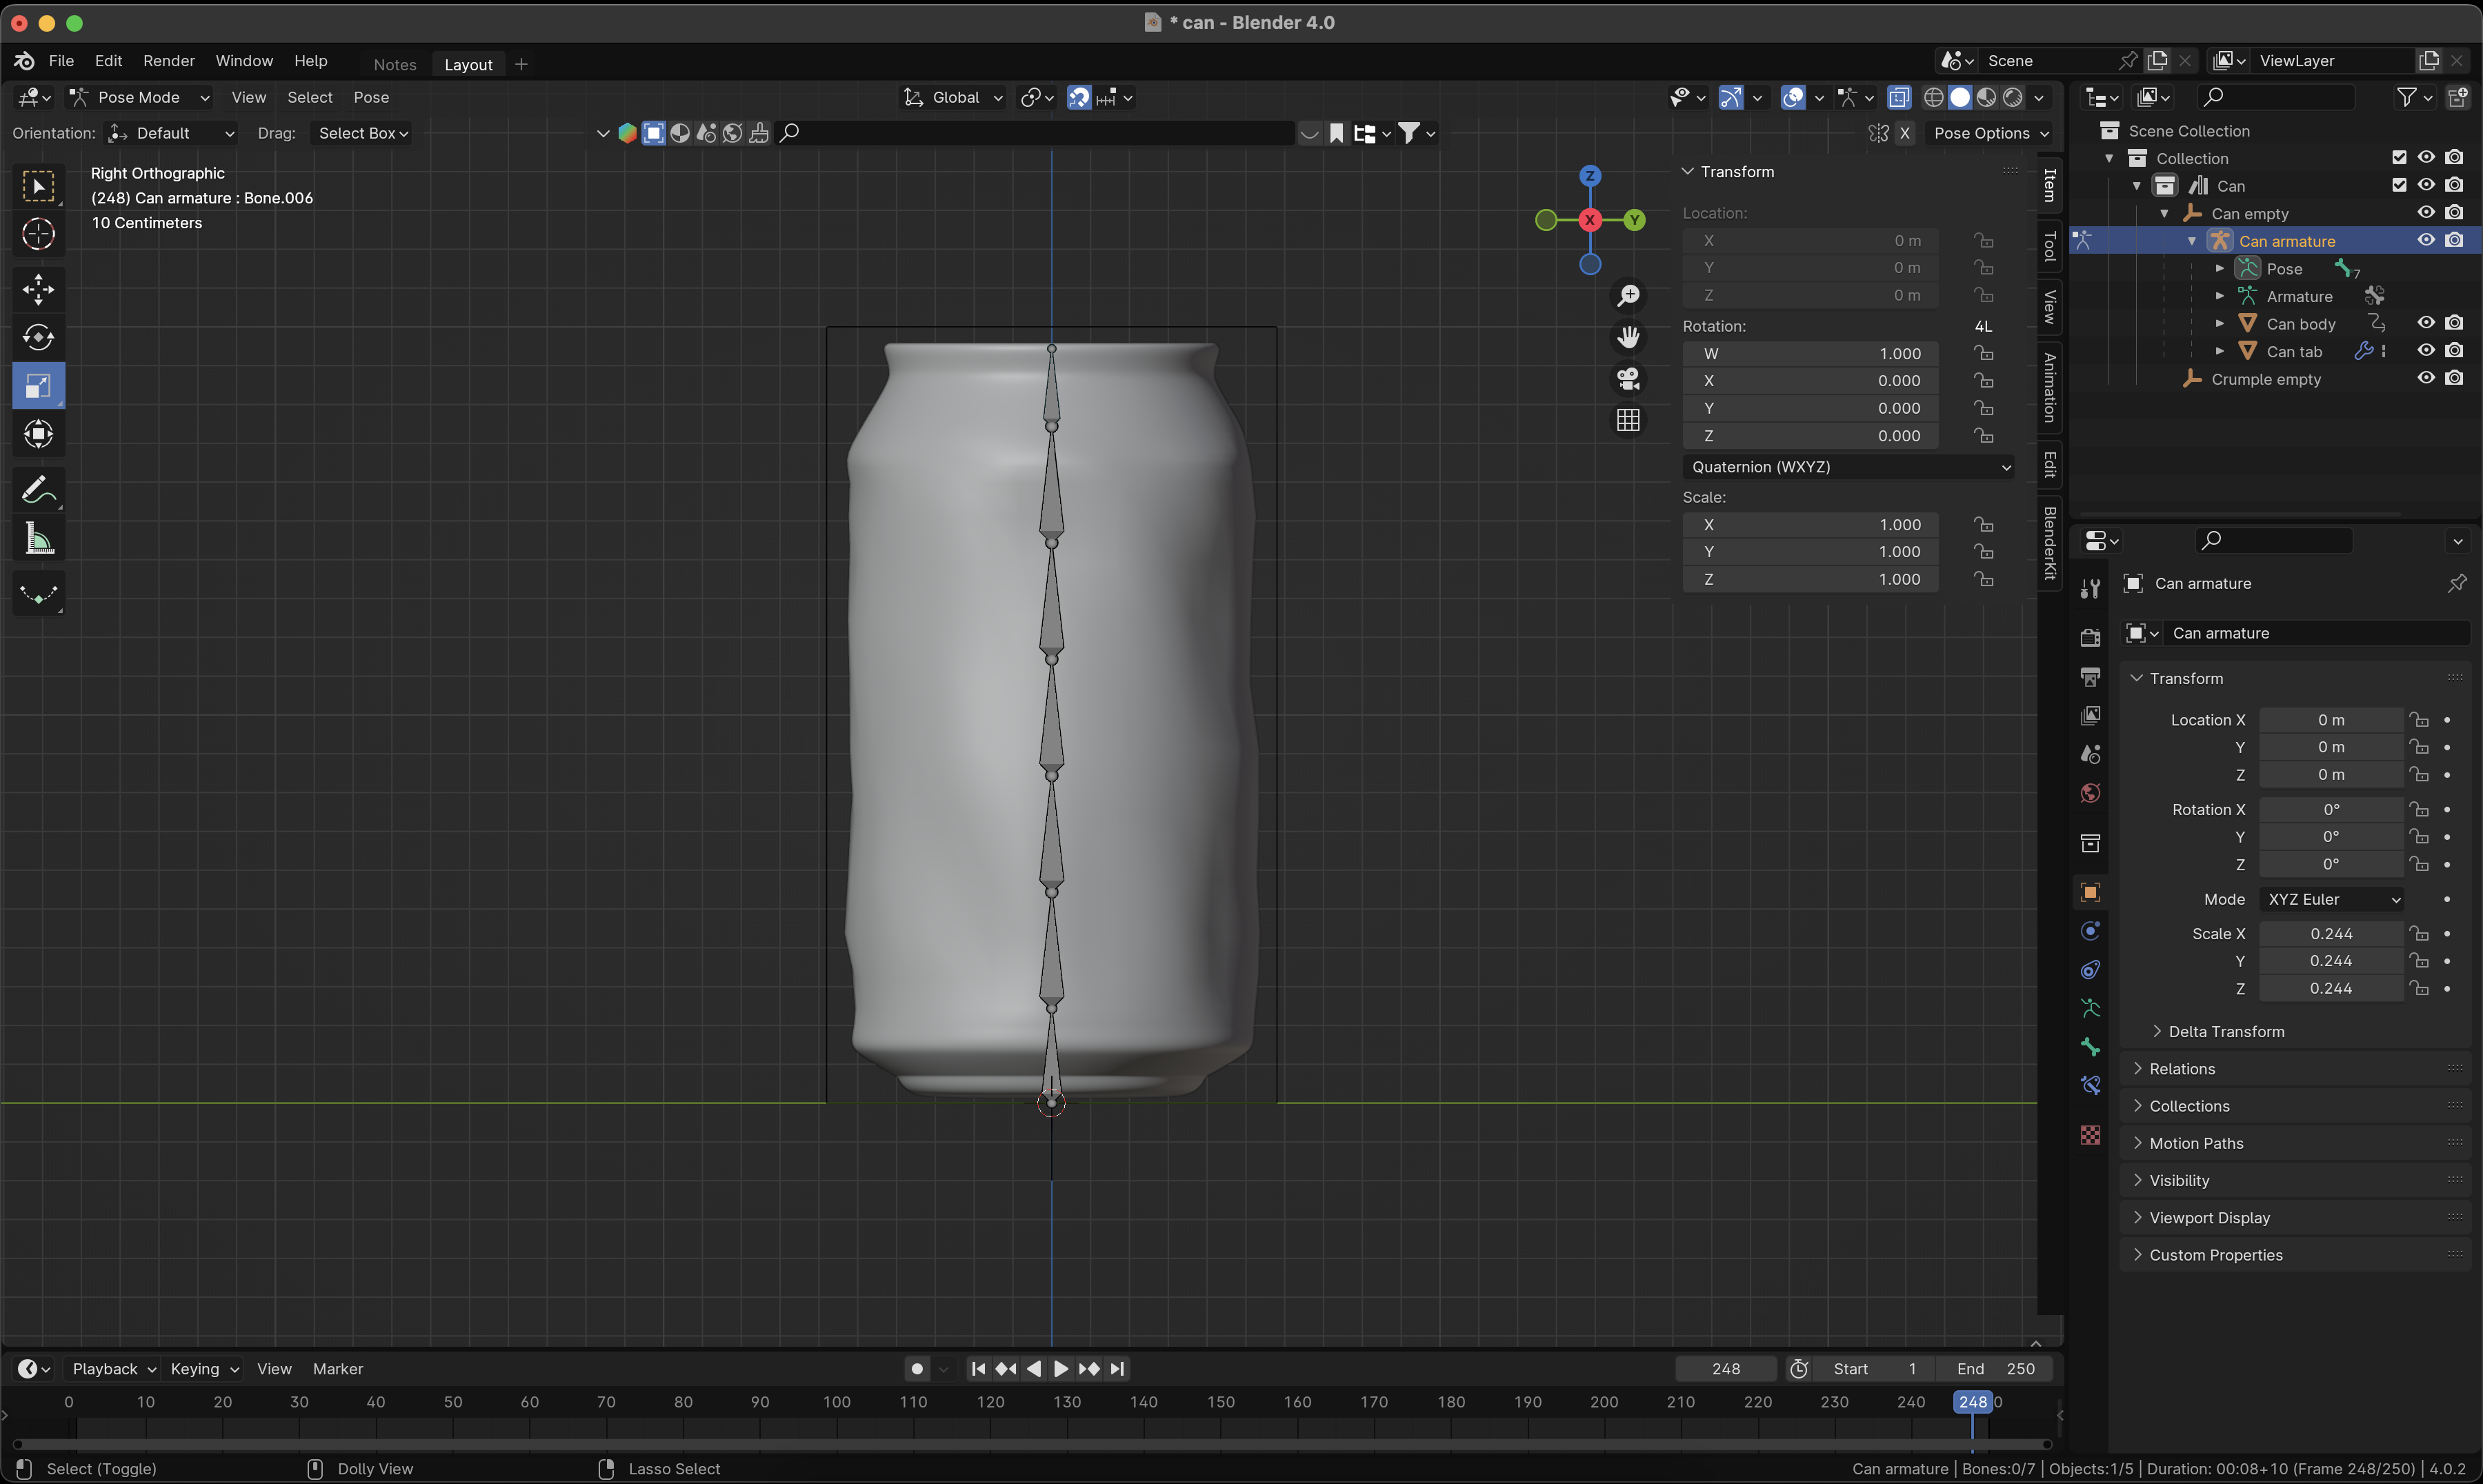 * can - Blender 4.0
File Edit Render Window Help Notes Layout + Scene ViewLayer
Pose Mode View Select Pose Global
Orientation: Default Drag: Select Box X Pose Options
Right Orthographic
(248) Can armature : Bone.006
10 Centimeters
Z
X
Y
Transform
Location:
X 0 m
Y 0 m
Z 0 m
Rotation: 4L
W 1.000
X 0.000
Y 0.000
Z 0.000
Quaternion (WXYZ)
Scale:
X 1.000
Y 1.000
Z 1.000
Item
Tool
View
Animation
Edit
BlenderKit
Scene Collection
Collection
Can
Can empty
Can armature
Pose 7
Armature
Can body
Can tab
Crumple empty
Can armature
Can armature
Transform
Location X 0 m
Y 0 m
Z 0 m
Rotation X 0°
Y 0°
Z 0°
Mode XYZ Euler
Scale X 0.244
Y 0.244
Z 0.244
Delta Transform
Relations
Collections
Motion Paths
Visibility
Viewport Display
Custom Properties
Playback Keying View Marker 248 Start 1 End 250
0 10 20 30 40 50 60 70 80 90 100 110 120 130 140 150 160 170 180 190 200 210 220 230 240 248 0
Select (Toggle) Dolly View Lasso Select Can armature | Bones:0/7 | Objects:1/5 | Duration: 00:08+10 (Frame 248/250) | 4.0.2